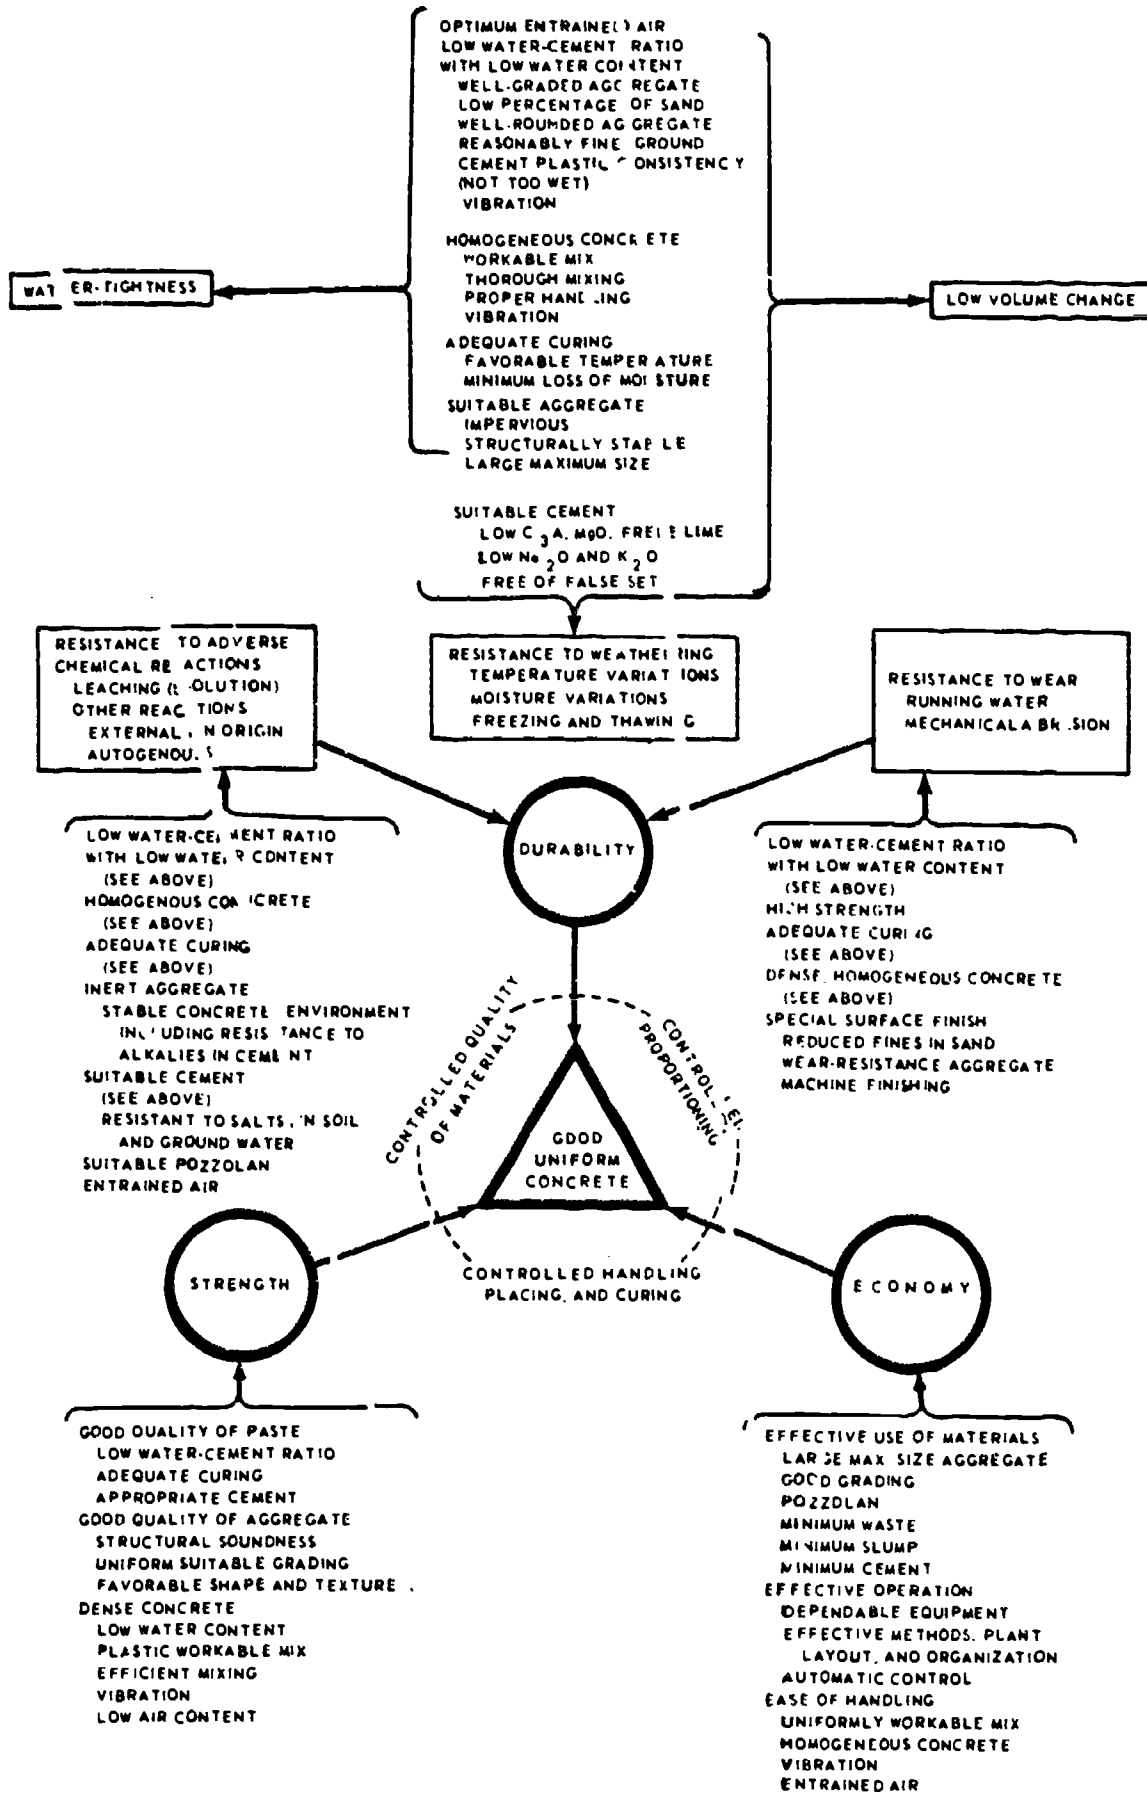 OPTIMUM ENTRAINED AIR
LOW WATER-CEMENT RATIO
WITH LOW WATER CONTENT
WELL-GRADED AGGREGATE
LOW PERCENTAGE OF SAND
WELL-ROUNDED AGGREGATE
REASONABLY FINE GROUND
CEMENT PLASTIC CONSISTENCY
(NOT TOO WET)
VIBRATION
HOMOGENEOUS CONCRETE
WORKABLE MIX
THOROUGH MIXING
PROPER HANDLING
VIBRATION
ADEQUATE CURING
FAVORABLE TEMPERATURE
MINIMUM LOSS OF MOISTURE
SUITABLE AGGREGATE
IMPERVIOUS
STRUCTURALLY STABLE
LARGE MAXIMUM SIZE
SUITABLE CEMENT
LOW C3A, MgO, FREE LIME
LOW Na2O AND K2O
FREE OF FALSE SET
WATER-TIGHTNESS
LOW VOLUME CHANGE
RESISTANCE TO ADVERSE
CHEMICAL REACTIONS
LEACHING (SOLUTION)
OTHER REACTIONS
EXTERNAL IN ORIGIN
AUTOGENOUS
RESISTANCE TO WEATHERING
TEMPERATURE VARIATIONS
MOISTURE VARIATIONS
FREEZING AND THAWING
RESISTANCE TO WEAR
RUNNING WATER
MECHANICAL ABRASION
LOW WATER-CEMENT RATIO
WITH LOW WATER CONTENT
(SEE ABOVE)
HOMOGENOUS CONCRETE
(SEE ABOVE)
ADEQUATE CURING
(SEE ABOVE)
INERT AGGREGATE
STABLE CONCRETE ENVIRONMENT
INCLUDING RESISTANCE TO
ALKALIES IN CEMENT
SUITABLE CEMENT
(SEE ABOVE)
RESISTANT TO SALTS IN SOIL
AND GROUND WATER
SUITABLE POZZOLAN
ENTRAINED AIR
DURABILITY
LOW WATER-CEMENT RATIO
WITH LOW WATER CONTENT
(SEE ABOVE)
HIGH STRENGTH
ADEQUATE CURING
(SEE ABOVE)
DENSE, HOMOGENEOUS CONCRETE
(SEE ABOVE)
SPECIAL SURFACE FINISH
REDUCED FINES IN SAND
WEAR-RESISTANCE AGGREGATE
MACHINE FINISHING
CONTROLLED QUALITY
OF MATERIALS
CONTROLLED
PROPORTIONING
GOOD
UNIFORM
CONCRETE
CONTROLLED HANDLING
PLACING, AND CURING
STRENGTH
ECONOMY
GOOD QUALITY OF PASTE
LOW WATER-CEMENT RATIO
ADEQUATE CURING
APPROPRIATE CEMENT
GOOD QUALITY OF AGGREGATE
STRUCTURAL SOUNDNESS
UNIFORM SUITABLE GRADING
FAVORABLE SHAPE AND TEXTURE
DENSE CONCRETE
LOW WATER CONTENT
PLASTIC WORKABLE MIX
EFFICIENT MIXING
VIBRATION
LOW AIR CONTENT
EFFECTIVE USE OF MATERIALS
LARGE MAX. SIZE AGGREGATE
GOOD GRADING
POZZOLAN
MINIMUM WASTE
MINIMUM SLUMP
MINIMUM CEMENT
EFFECTIVE OPERATION
DEPENDABLE EQUIPMENT
EFFECTIVE METHODS, PLANT
LAYOUT, AND ORGANIZATION
AUTOMATIC CONTROL
EASE OF HANDLING
UNIFORMLY WORKABLE MIX
HOMOGENEOUS CONCRETE
VIBRATION
ENTRAINED AIR